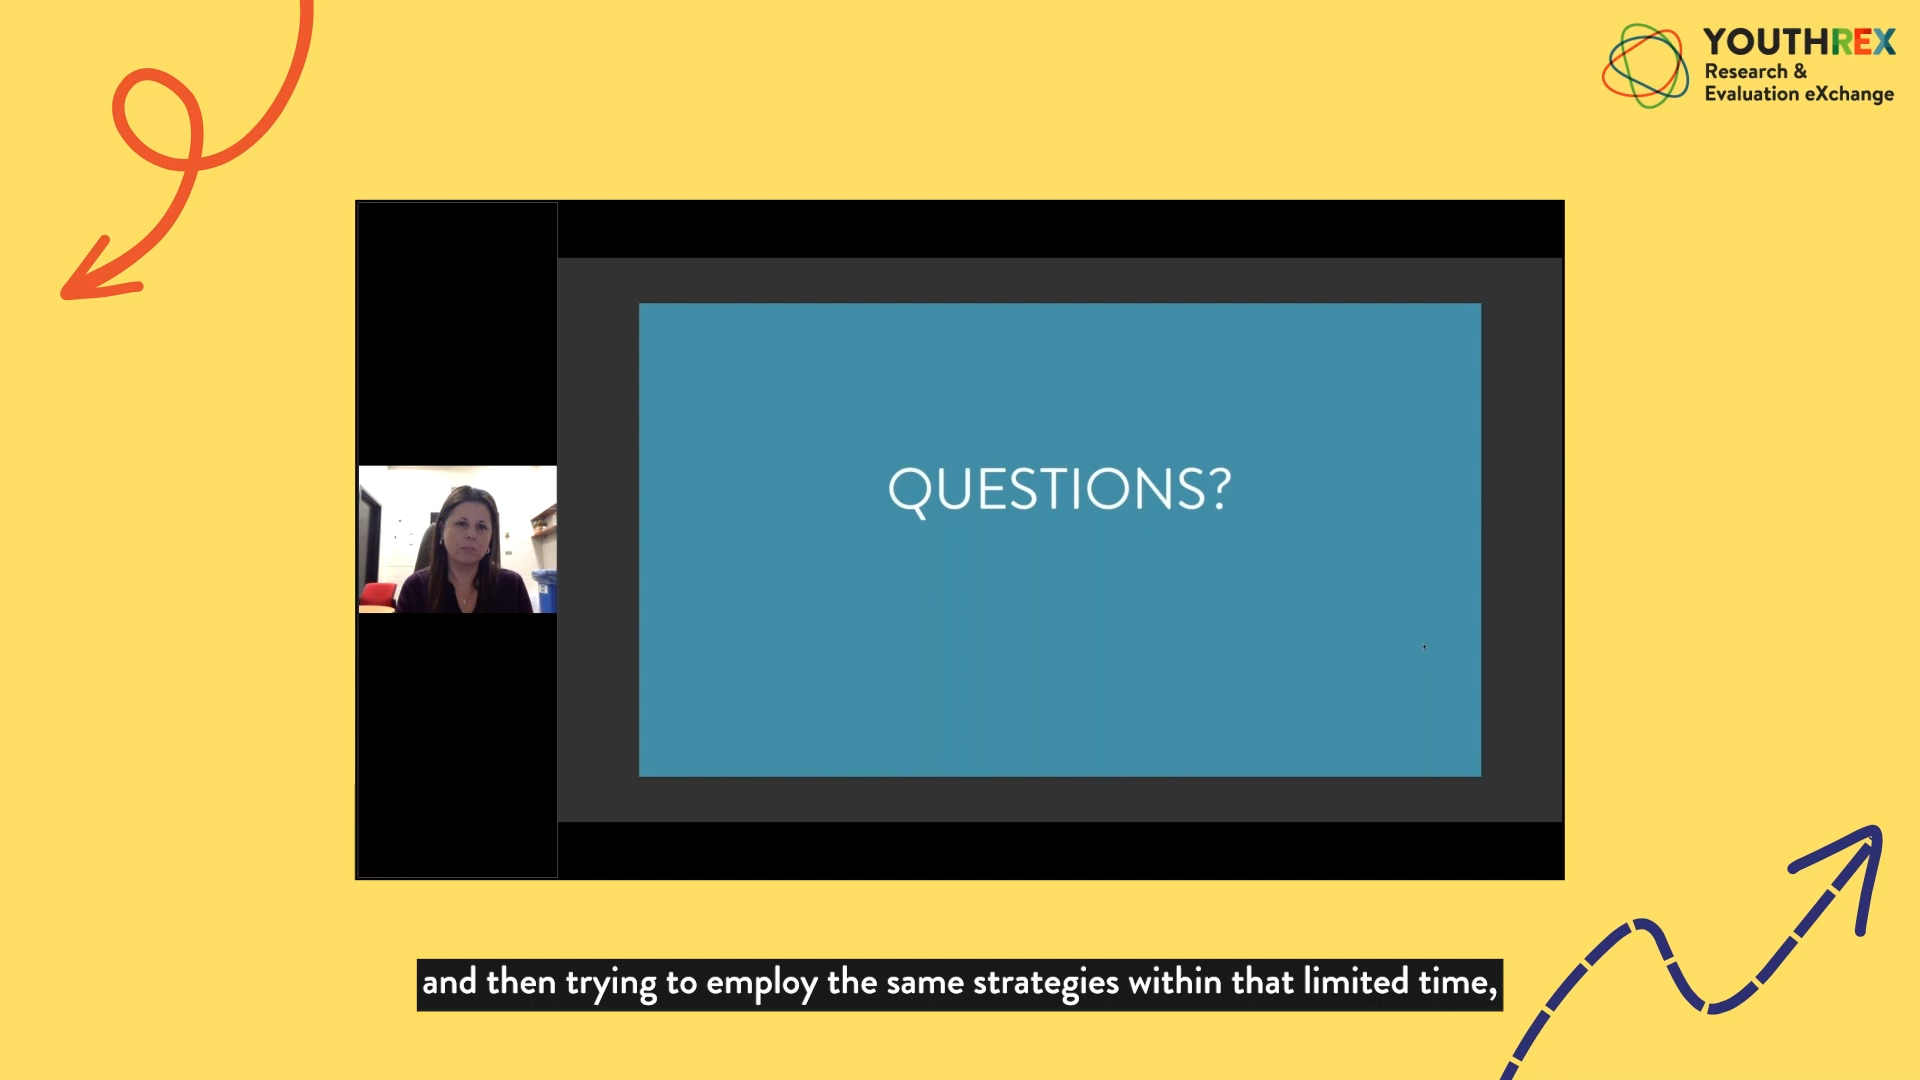 YOUTHREX
Research &
Evaluation eXchange
QUESTIONS?
and then trying to employ the same strategies within that limited time,